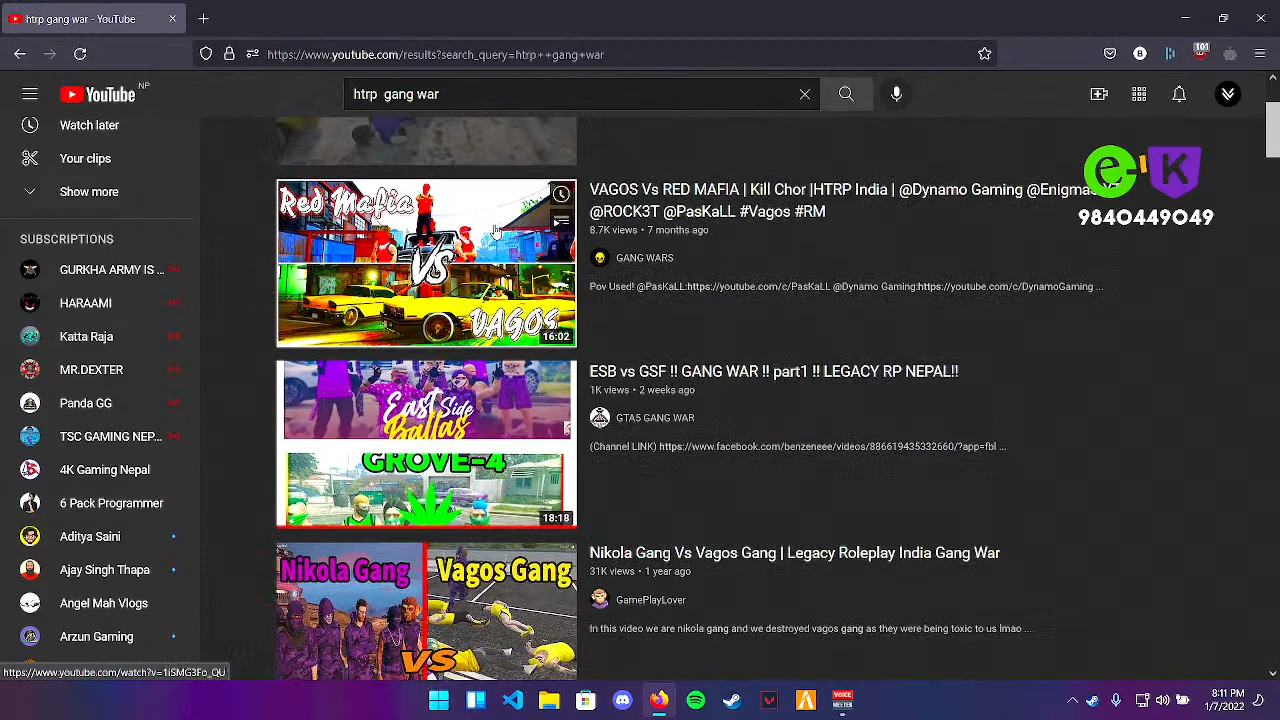 htrp gang war - YouTube
https://www.youtube.com/results?search_query=htrp++gang+war
101
YouTube
NP
htrp gang war
Watch later
Your clips
Show more
SUBSCRIPTIONS
GURKHA ARMY IS ...
HARAAMI
Katta Raja
MR.DEXTER
Panda GG
TSC GAMING NEP...
4K Gaming Nepal
6 Pack Programmer
Aditya Saini
Ajay Singh Thapa
Angel Mah Vlogs
Arzun Gaming
https://www.youtube.com/watch?v=1iSMG3Fo_QU
Red Mafia
VS
VAGOS
16:02
VAGOS Vs RED MAFIA | Kill Chor |HTRP India | @Dynamo Gaming
@ROCK3T @PasKaLL #Vagos #RM
8.7K views • 7 months ago
GANG WARS
Pov Used! @PasKaLL:https://youtube.com/c/PasKaLL @Dynamo Gaming:https://youtube.com/c/DynamoGaming ...
East Side
Ballas
GROVE-4
18:18
ESB vs GSF !! GANG WAR !! part1 !! LEGACY RP NEPAL!!
1K views • 2 weeks ago
GTA5 GANG WAR
(Channel LINK) https://www.facebook.com/benzeneee/videos/886619435332660/?app=fbl ...
Nikola Gang
Vagos Gang
VS
Nikola Gang Vs Vagos Gang | Legacy Roleplay India Gang War
31K views • 1 year ago
GamePlayLover
In this video we are nikola gang and we destroyed vagos gang as they were being toxic to us lmao ....
e K
9840449049
VOICE
MEETER
8:11 PM
1/7/2022